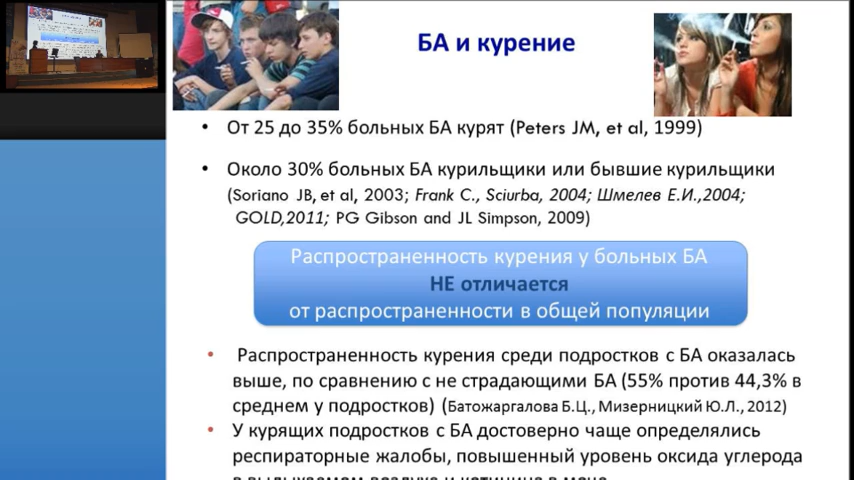 БА и курение
• От 25 до 35% больных БА курят (Peters JM, et al, 1999)
• Около 30% больных БА курильщики или бывшие курильщики
(Soriano JB, et al, 2003; Frank C., Sciurba, 2004; Шмелев Е.И.,2004;
GOLD,2011; PG Gibson and JL Simpson, 2009)
Распространенность курения у больных БА
НЕ отличается
от распространенности в общей популяции
• Распространенность курения среди подростков с БА оказалась
выше, по сравнению с не страдающими БА (55% против 44,3% в
среднем у подростков) (Батожаргалова Б.Ц., Мизерницкий Ю.Л., 2012)
• У курящих подростков с БА достоверно чаще определялись
респираторные жалобы, повышенный уровень оксида углерода
в выдыхаемом воздухе и котинина в моче